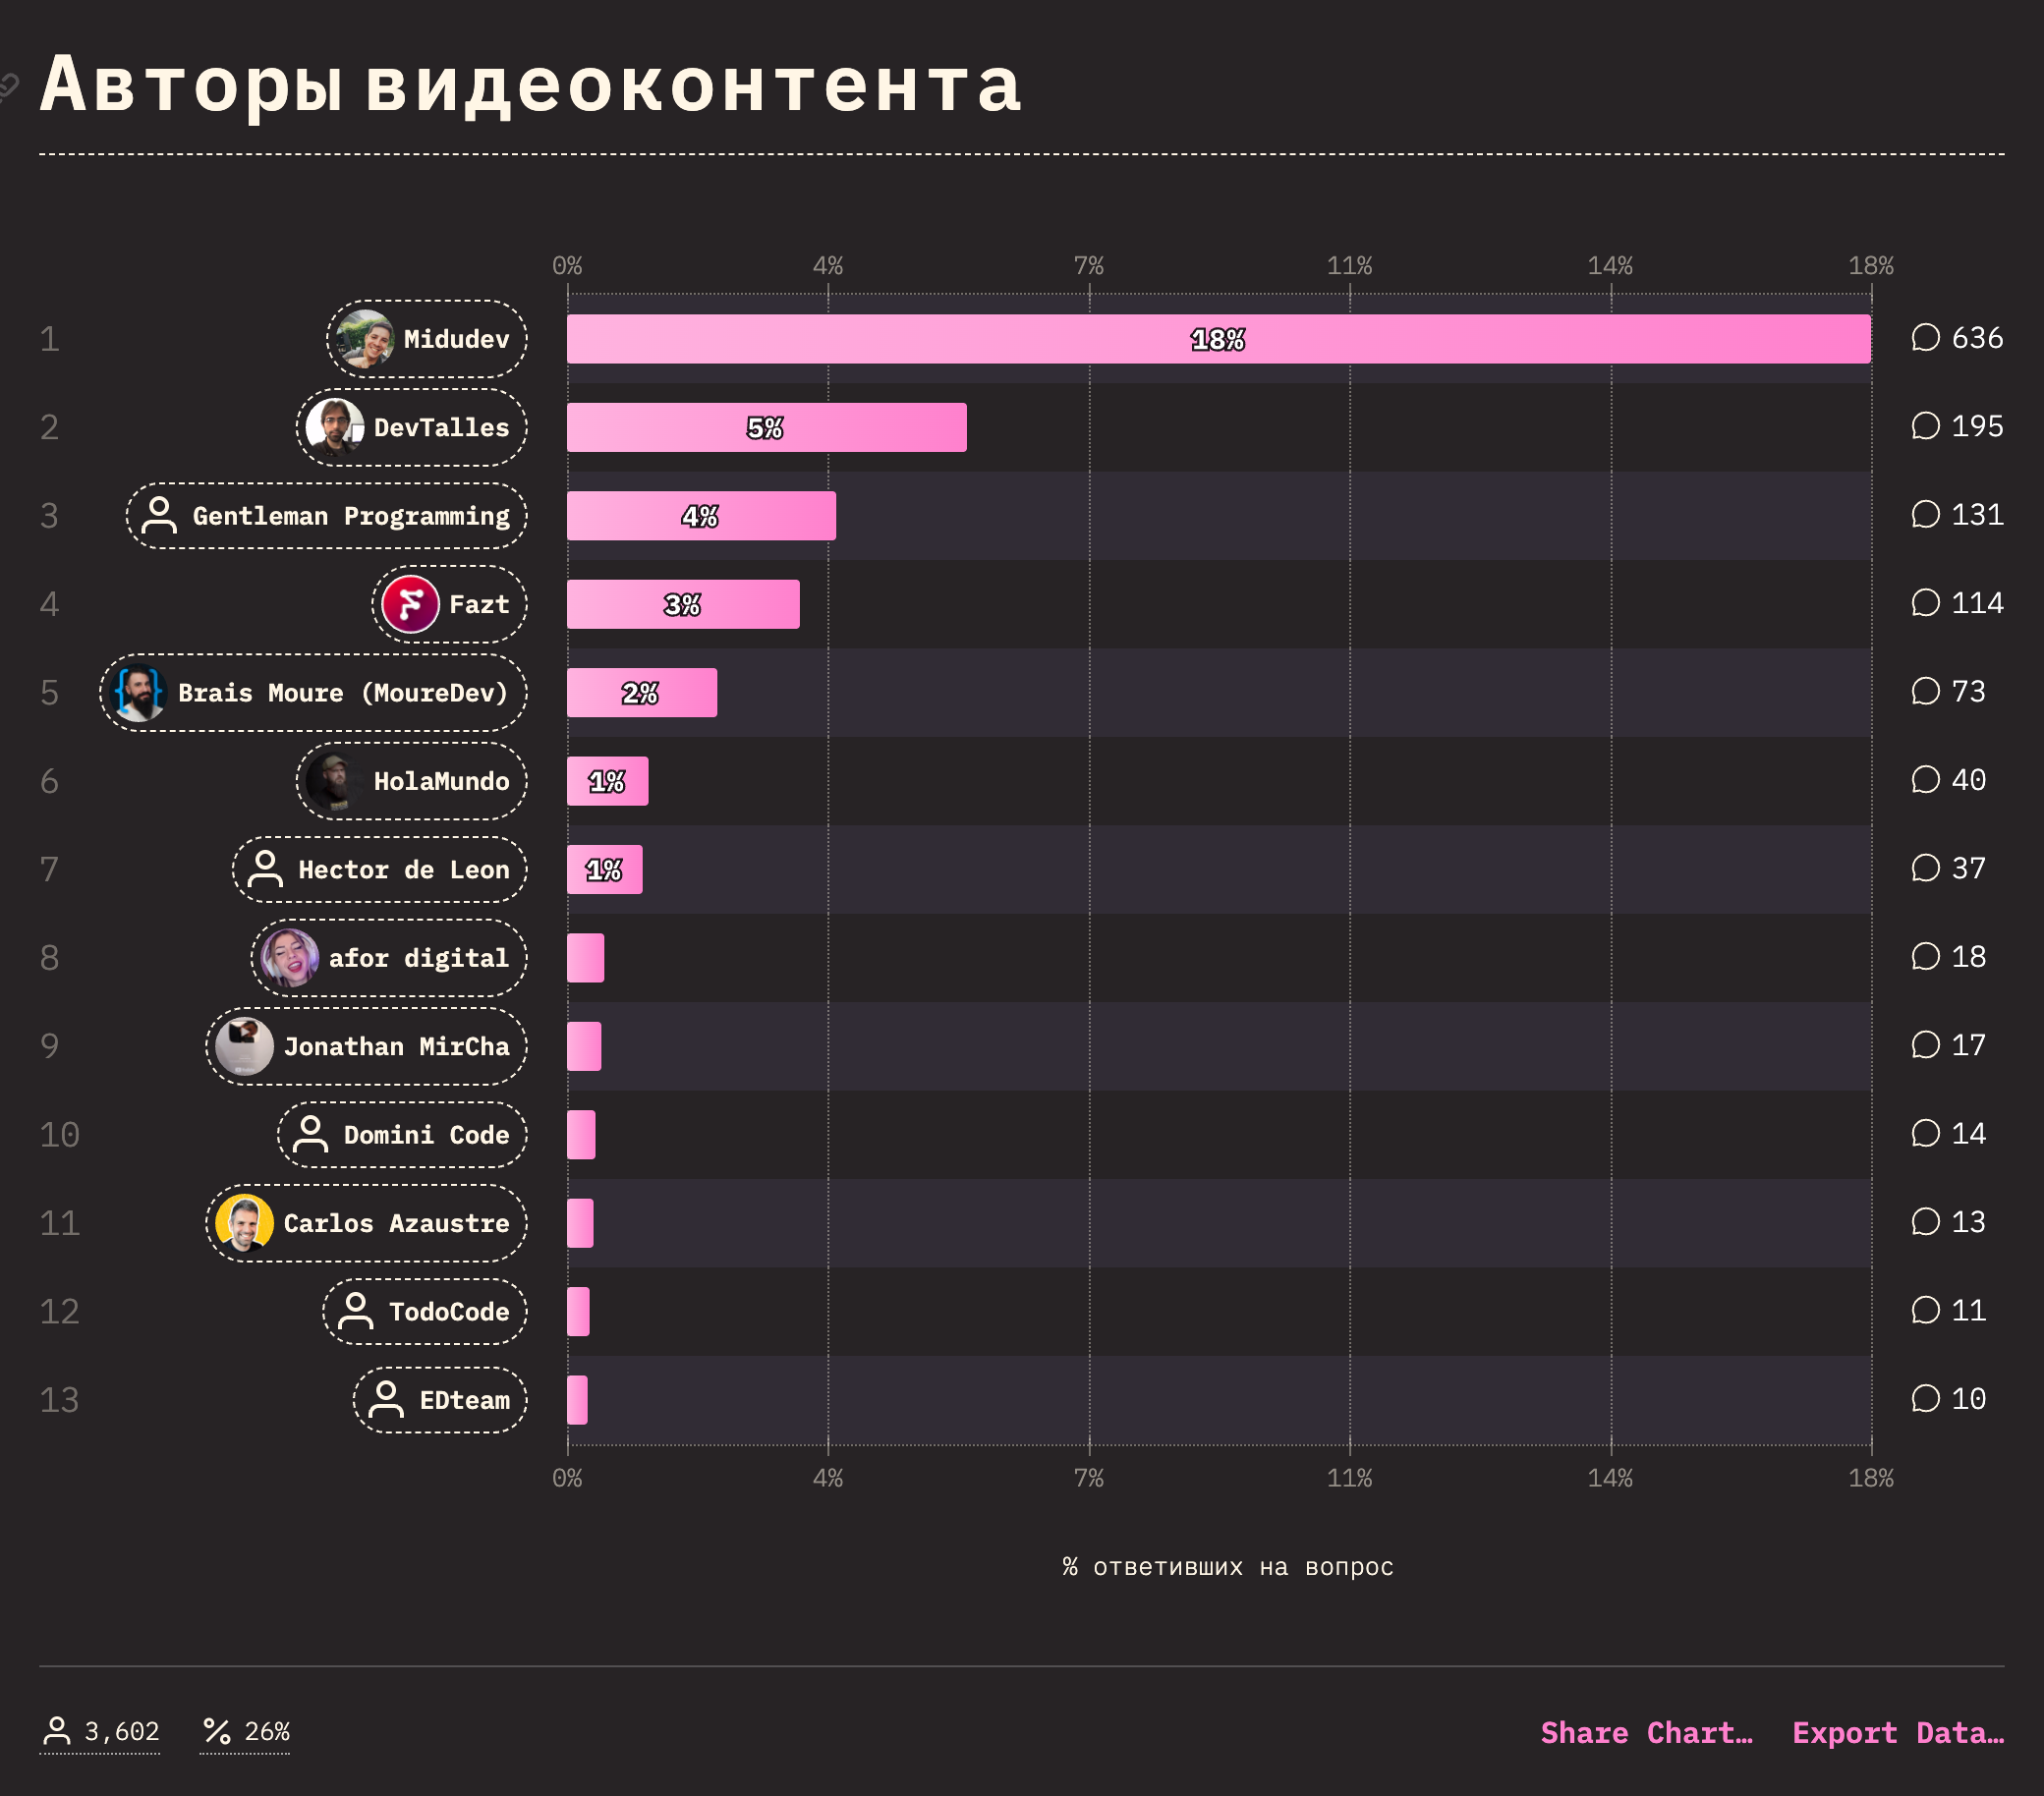 Авторы видеоконтента
0% 4% 7% 11% 14% 18%
1 Midudev 18% 636
2 DevTalles 5% 195
3 Gentleman Programming 4% 131
4 Fazt 3% 114
5 Brais Moure (MoureDev) 2% 73
6 HolaMundo 1% 40
7 Hector de Leon 1% 37
8 afor digital 18
9 Jonathan MirCha 17
10 Domini Code 14
11 Carlos Azaustre 13
12 TodoCode 11
13 EDteam 10
0% 4% 7% 11% 14% 18%
% ответивших на вопрос
3,602 % 26% Share Chart… Export Data…